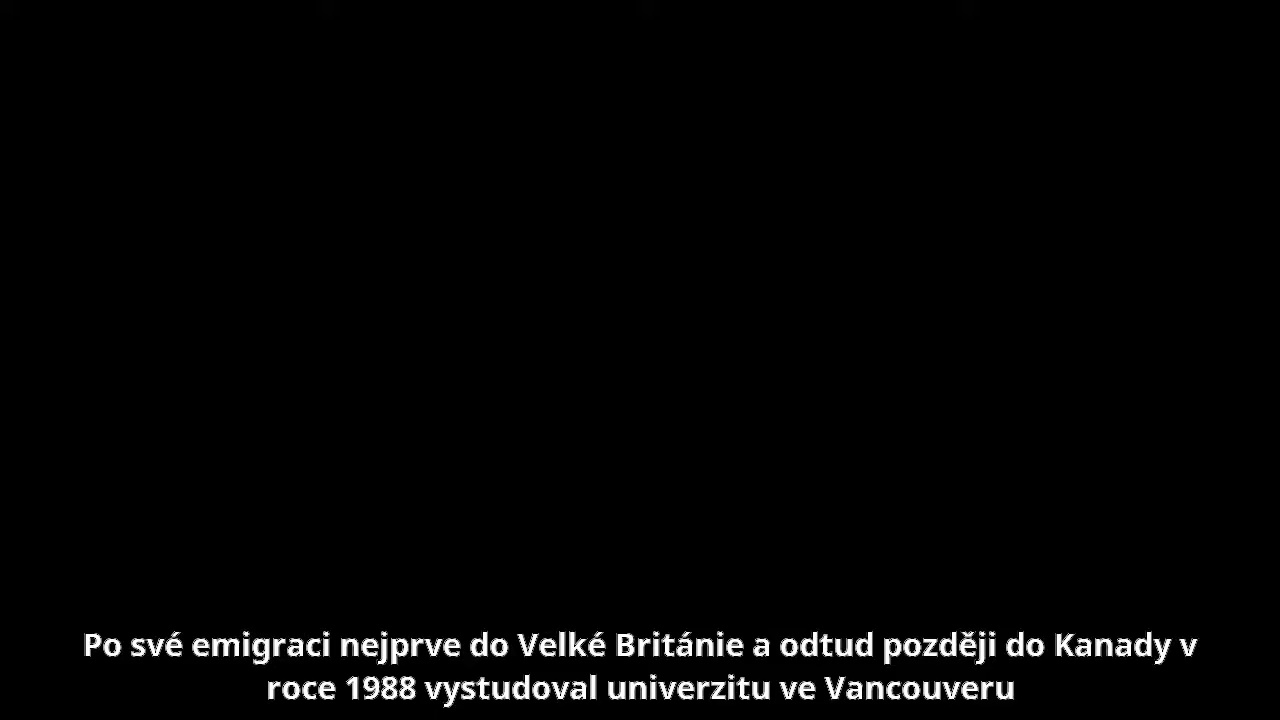 Po své emigraci nejprve do Velké Británie a odtud později do Kanady v
roce 1988 vystudoval univerzitu ve Vancouveru